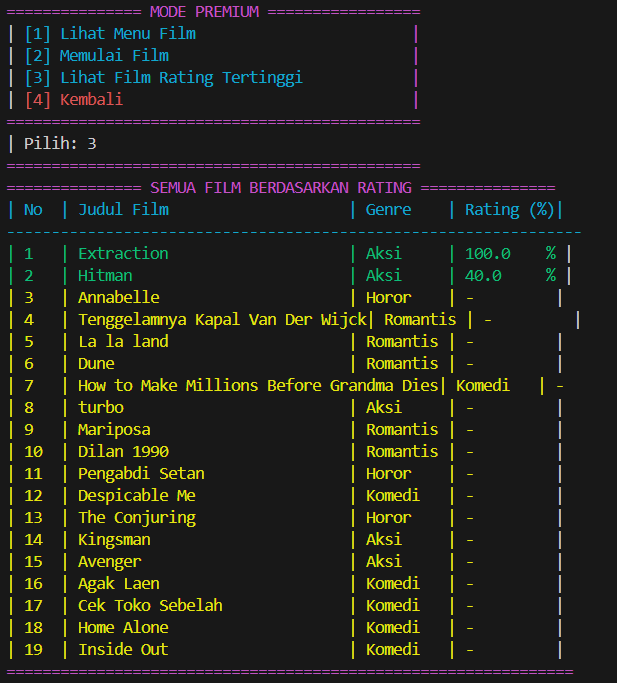 =============== MODE PREMIUM =================
| [1] Lihat Menu Film                        |
| [2] Memulai Film                           |
| [3] Lihat Film Rating Tertinggi            |
| [4] Kembali                                |
==============================================
| Pilih: 3
==============================================
=============== SEMUA FILM BERDASARKAN RATING ===============
| No  | Judul Film                    | Genre    | Rating (%)|
----------------------------------------------------------------
| 1   | Extraction                    | Aksi     | 100.0    % |
| 2   | Hitman                        | Aksi     | 40.0     % |
| 3   | Annabelle                     | Horor    | -         |
| 4   | Tenggelamnya Kapal Van Der Wijck| Romantis | -         |
| 5   | La la land                    | Romantis | -         |
| 6   | Dune                          | Romantis | -         |
| 7   | How to Make Millions Before Grandma Dies| Komedi   | -
| 8   | turbo                         | Aksi     | -         |
| 9   | Mariposa                      | Romantis | -         |
| 10  | Dilan 1990                    | Romantis | -         |
| 11  | Pengabdi Setan                | Horor    | -         |
| 12  | Despicable Me                 | Komedi   | -         |
| 13  | The Conjuring                 | Horor    | -         |
| 14  | Kingsman                      | Aksi     | -         |
| 15  | Avenger                       | Aksi     | -         |
| 16  | Agak Laen                     | Komedi   | -         |
| 17  | Cek Toko Sebelah              | Komedi   | -         |
| 18  | Home Alone                    | Komedi   | -         |
| 19  | Inside Out                    | Komedi   | -         |
===============================================================